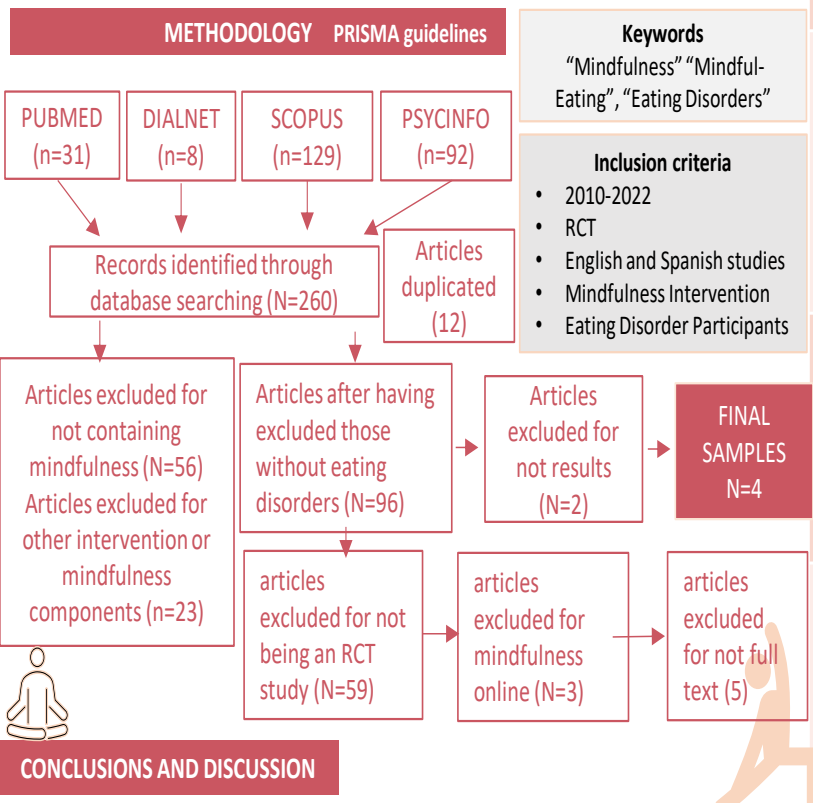 METHODOLOGY PRISMA guidelines
Keywords
“Mindfulness” “Mindful-
Eating”, “Eating Disorders”
PUBMED
(n=31)
DIALNET
(n=8)
SCOPUS
(n=129)
PSYCINFO
(n=92)
Inclusion criteria
• 2010-2022
• RCT
• English and Spanish studies
• Mindfulness Intervention
• Eating Disorder Participants
Records identified through
database searching (N=260)
Articles
duplicated
(12)
Articles excluded for
not containing
mindfulness (N=56)
Articles excluded for
other intervention or
mindfulness
components (n=23)
Articles after having
excluded those
without eating
disorders (N=96)
Articles
excluded for
not results
(N=2)
FINAL
SAMPLES
N=4
articles
excluded for not
being an RCT
study (N=59)
articles
excluded for
mindfulness
online (N=3)
articles
excluded
for not full
text (5)
CONCLUSIONS AND DISCUSSION